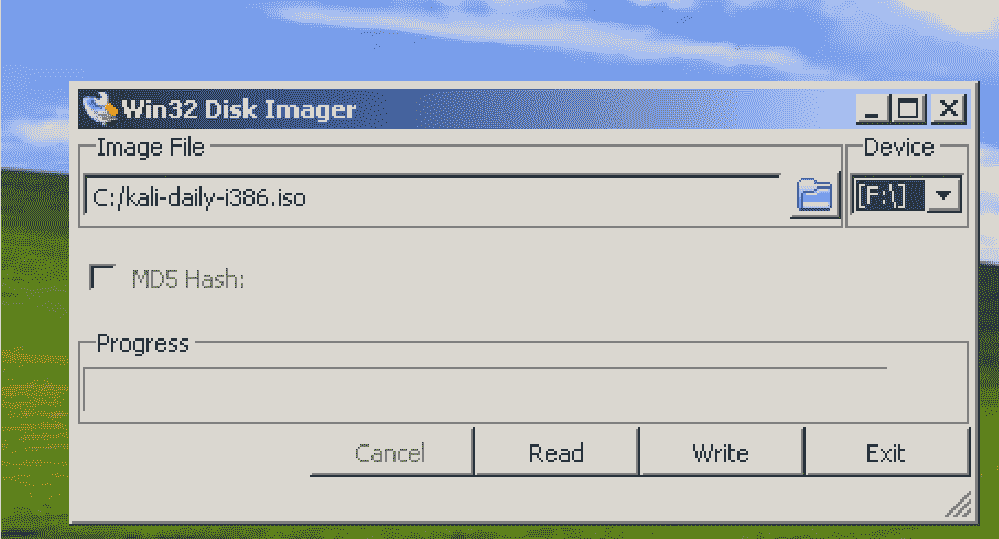 Win32 Disk Imager
Image File
Device
C:/kali-daily-i386.iso
[F:\]
MD5 Hash:
Progress
Cancel
Read
Write
Exit